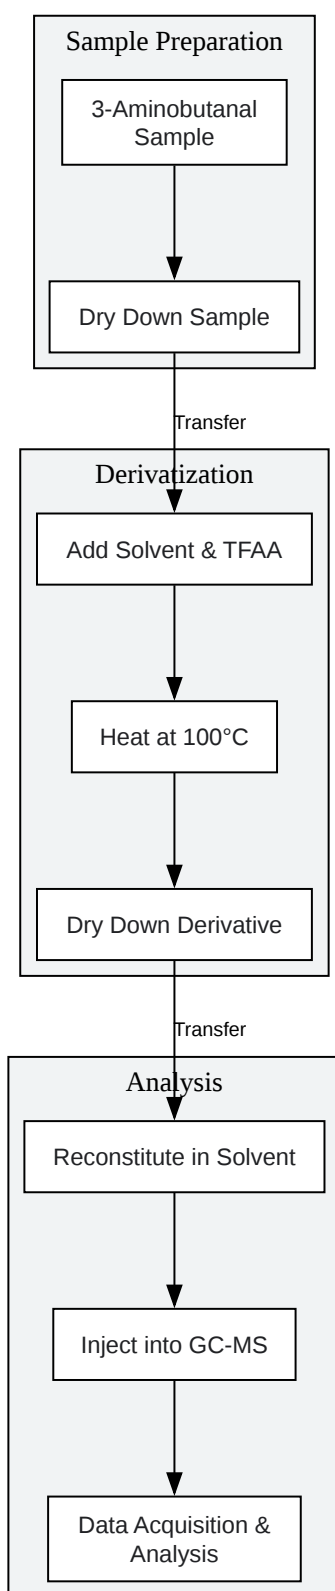 Sample Preparation
3-Aminobutanal
Sample
Dry Down Sample
Transfer
Derivatization
Add Solvent & TFAA
Heat at 100°C
Dry Down Derivative
Transfer
Analysis
Reconstitute in Solvent
Inject into GC-MS
Data Acquisition &
Analysis